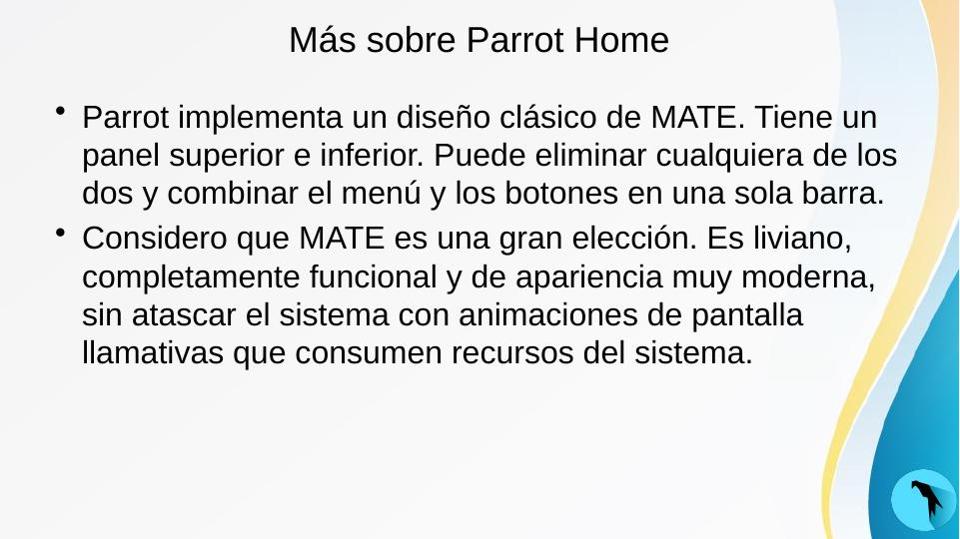 Más sobre Parrot Home
• Parrot implementa un diseño clásico de MATE. Tiene un
panel superior e inferior. Puede eliminar cualquiera de los
dos y combinar el menú y los botones en una sola barra.
• Considero que MATE es una gran elección. Es liviano,
completamente funcional y de apariencia muy moderna,
sin atascar el sistema con animaciones de pantalla
llamativas que consumen recursos del sistema.